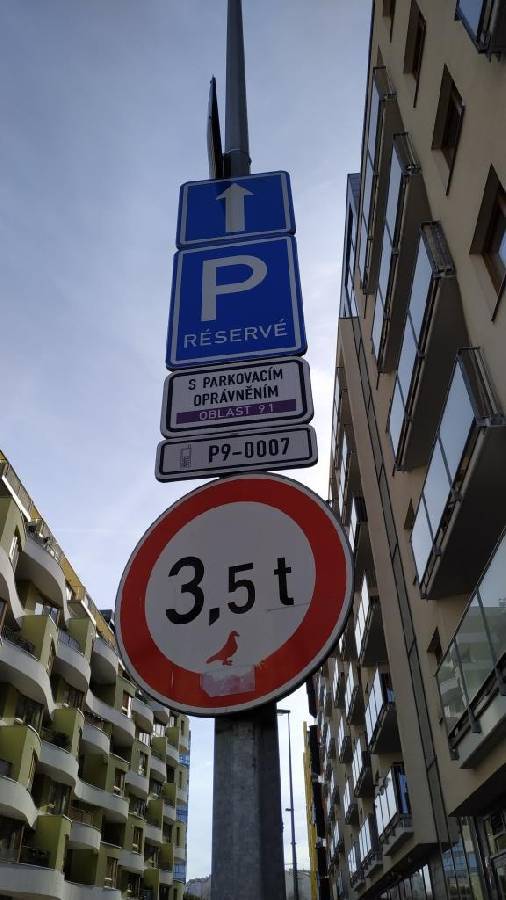 P
RÉSERVÉ
S PARKOVACÍM
OPRÁVNĚNÍM
OBLAST 91
P9-0007
3,5 t